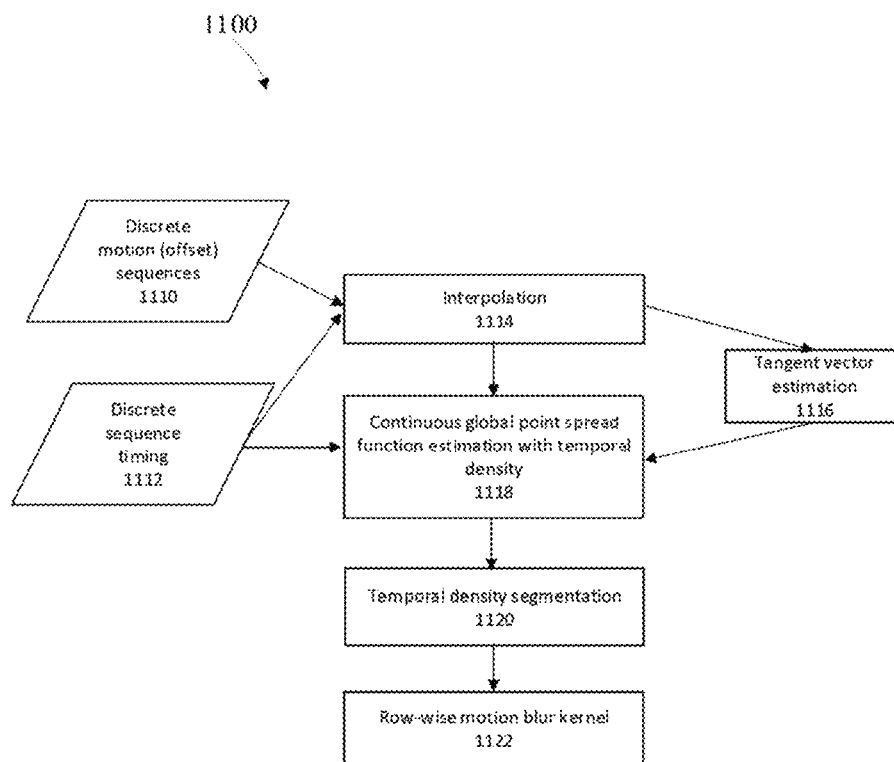 1100
Discrete
motion (offset)
sequences
1110
Interpolation
1114
Tangent vector
estimation
1116
Discrete
sequence
timing
1112
Continuous global point spread
function estimation with temporal
density
1118
Temporal density segmentation
1120
Row-wise motion blur kernel
1122